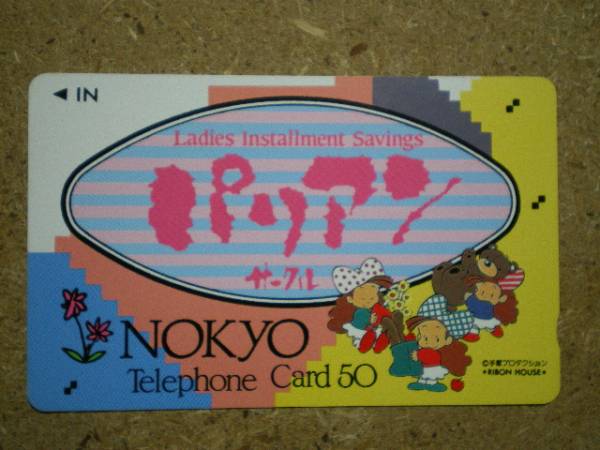 ◀ IN
Ladies Installment Savings
パリアン
サークル
NOKYO
Telephone Card 50
©手塚プロダクション
★RIBON HOUSE★